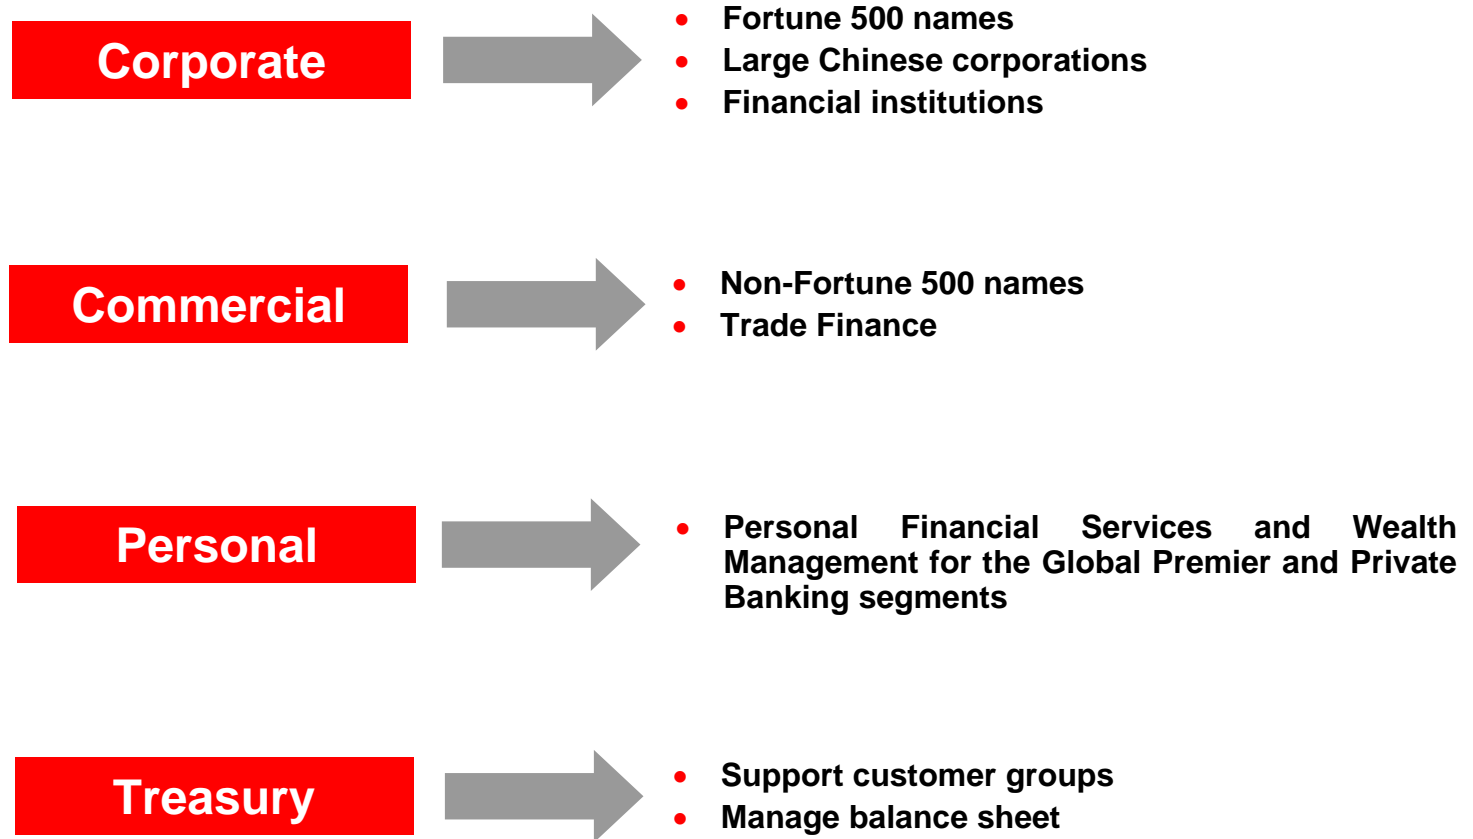 Corporate
• Fortune 500 names
• Large Chinese corporations
• Financial institutions
Commercial
• Non-Fortune 500 names
• Trade Finance
Personal
• Personal Financial Services and Wealth
Management for the Global Premier and Private
Banking segments
Treasury
• Support customer groups
• Manage balance sheet